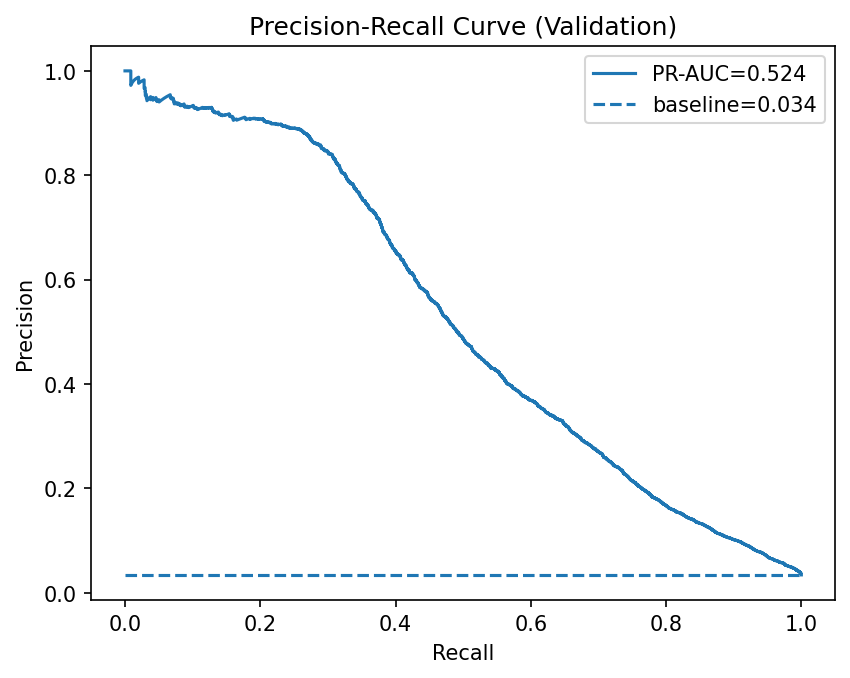 Precision-Recall Curve (Validation)
PR-AUC=0.524
baseline=0.034
Precision
1.0
0.8
0.6
0.4
0.2
0.0
0.0 0.2 0.4 0.6 0.8 1.0
Recall